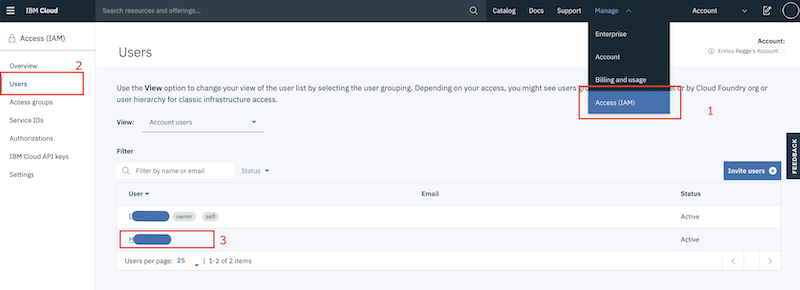 IBM Cloud Search resources and offerings... Catalog Docs Support Manage Account
Access (IAM)
Overview
2
Users
Access groups
Service IDs
Authorizations
IBM Cloud API keys
Settings
Enterprise
Account
Billing and usage
Access (IAM)
1
Account:
Enrico Regge's Account
Users
Use the View option to change your view of the user list by selecting the user grouping. Depending on your access, you might see users or by Cloud Foundry org or
user hierarchy for classic infrastructure access.
View: Account users
Filter
Filter by name or email Status Invite users
User Email Status
E owner self Active
M 3 Active
Users per page: 25 1-2 of 2 items
FEEDBACK